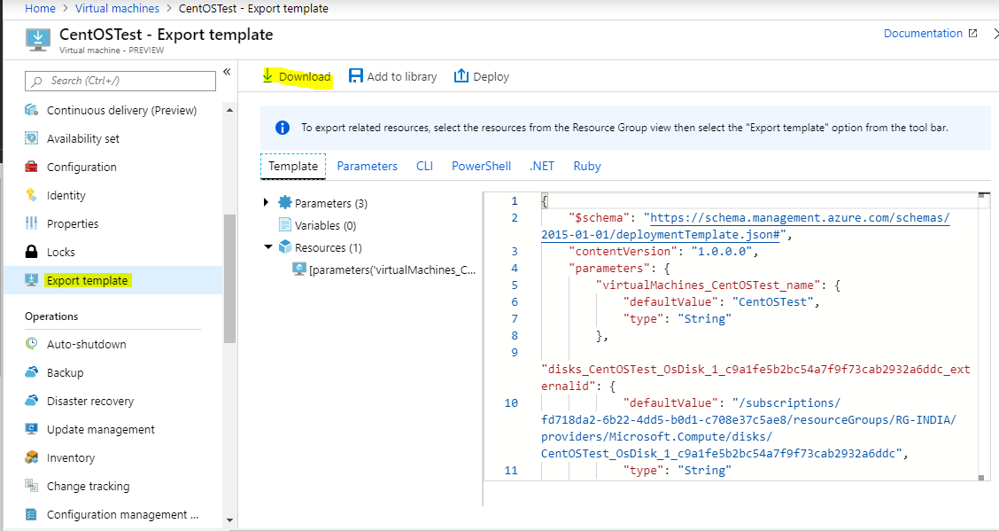 Home > Virtual machines > CentOSTest - Export template
CentOSTest - Export template
Virtual machine - PREVIEW
Documentation
Search (Ctrl+/)
«
Continuous delivery (Preview)
Availability set
Configuration
Identity
Properties
Locks
Export template
Operations
Auto-shutdown
Backup
Disaster recovery
Update management
Inventory
Change tracking
Configuration management ...
Download Add to library Deploy
To export related resources, select the resources from the Resource Group view then select the "Export template" option from the tool bar.
Template Parameters CLI PowerShell .NET Ruby
Parameters (3)
Variables (0)
Resources (1)
[parameters('virtualMachines_C...
1 {
2 "$schema": "https://schema.management.azure.com/schemas/
2015-01-01/deploymentTemplate.json#",
3 "contentVersion": "1.0.0.0",
4 "parameters": {
5 "virtualMachines_CentOSTest_name": {
6 "defaultValue": "CentOSTest",
7 "type": "String"
8 },
9
"disks_CentOSTest_OsDisk_1_c9a1fe5b2bc54a7f9f73cab2932a6ddc_ext
ernalid": {
10 "defaultValue": "/subscriptions/
fd718da2-6b22-4dd5-b0d1-c708e37c5ae8/resourceGroups/RG-INDIA/
providers/Microsoft.Compute/disks/
CentOSTest_OsDisk_1_c9a1fe5b2bc54a7f9f73cab2932a6ddc",
11 "type": "String"